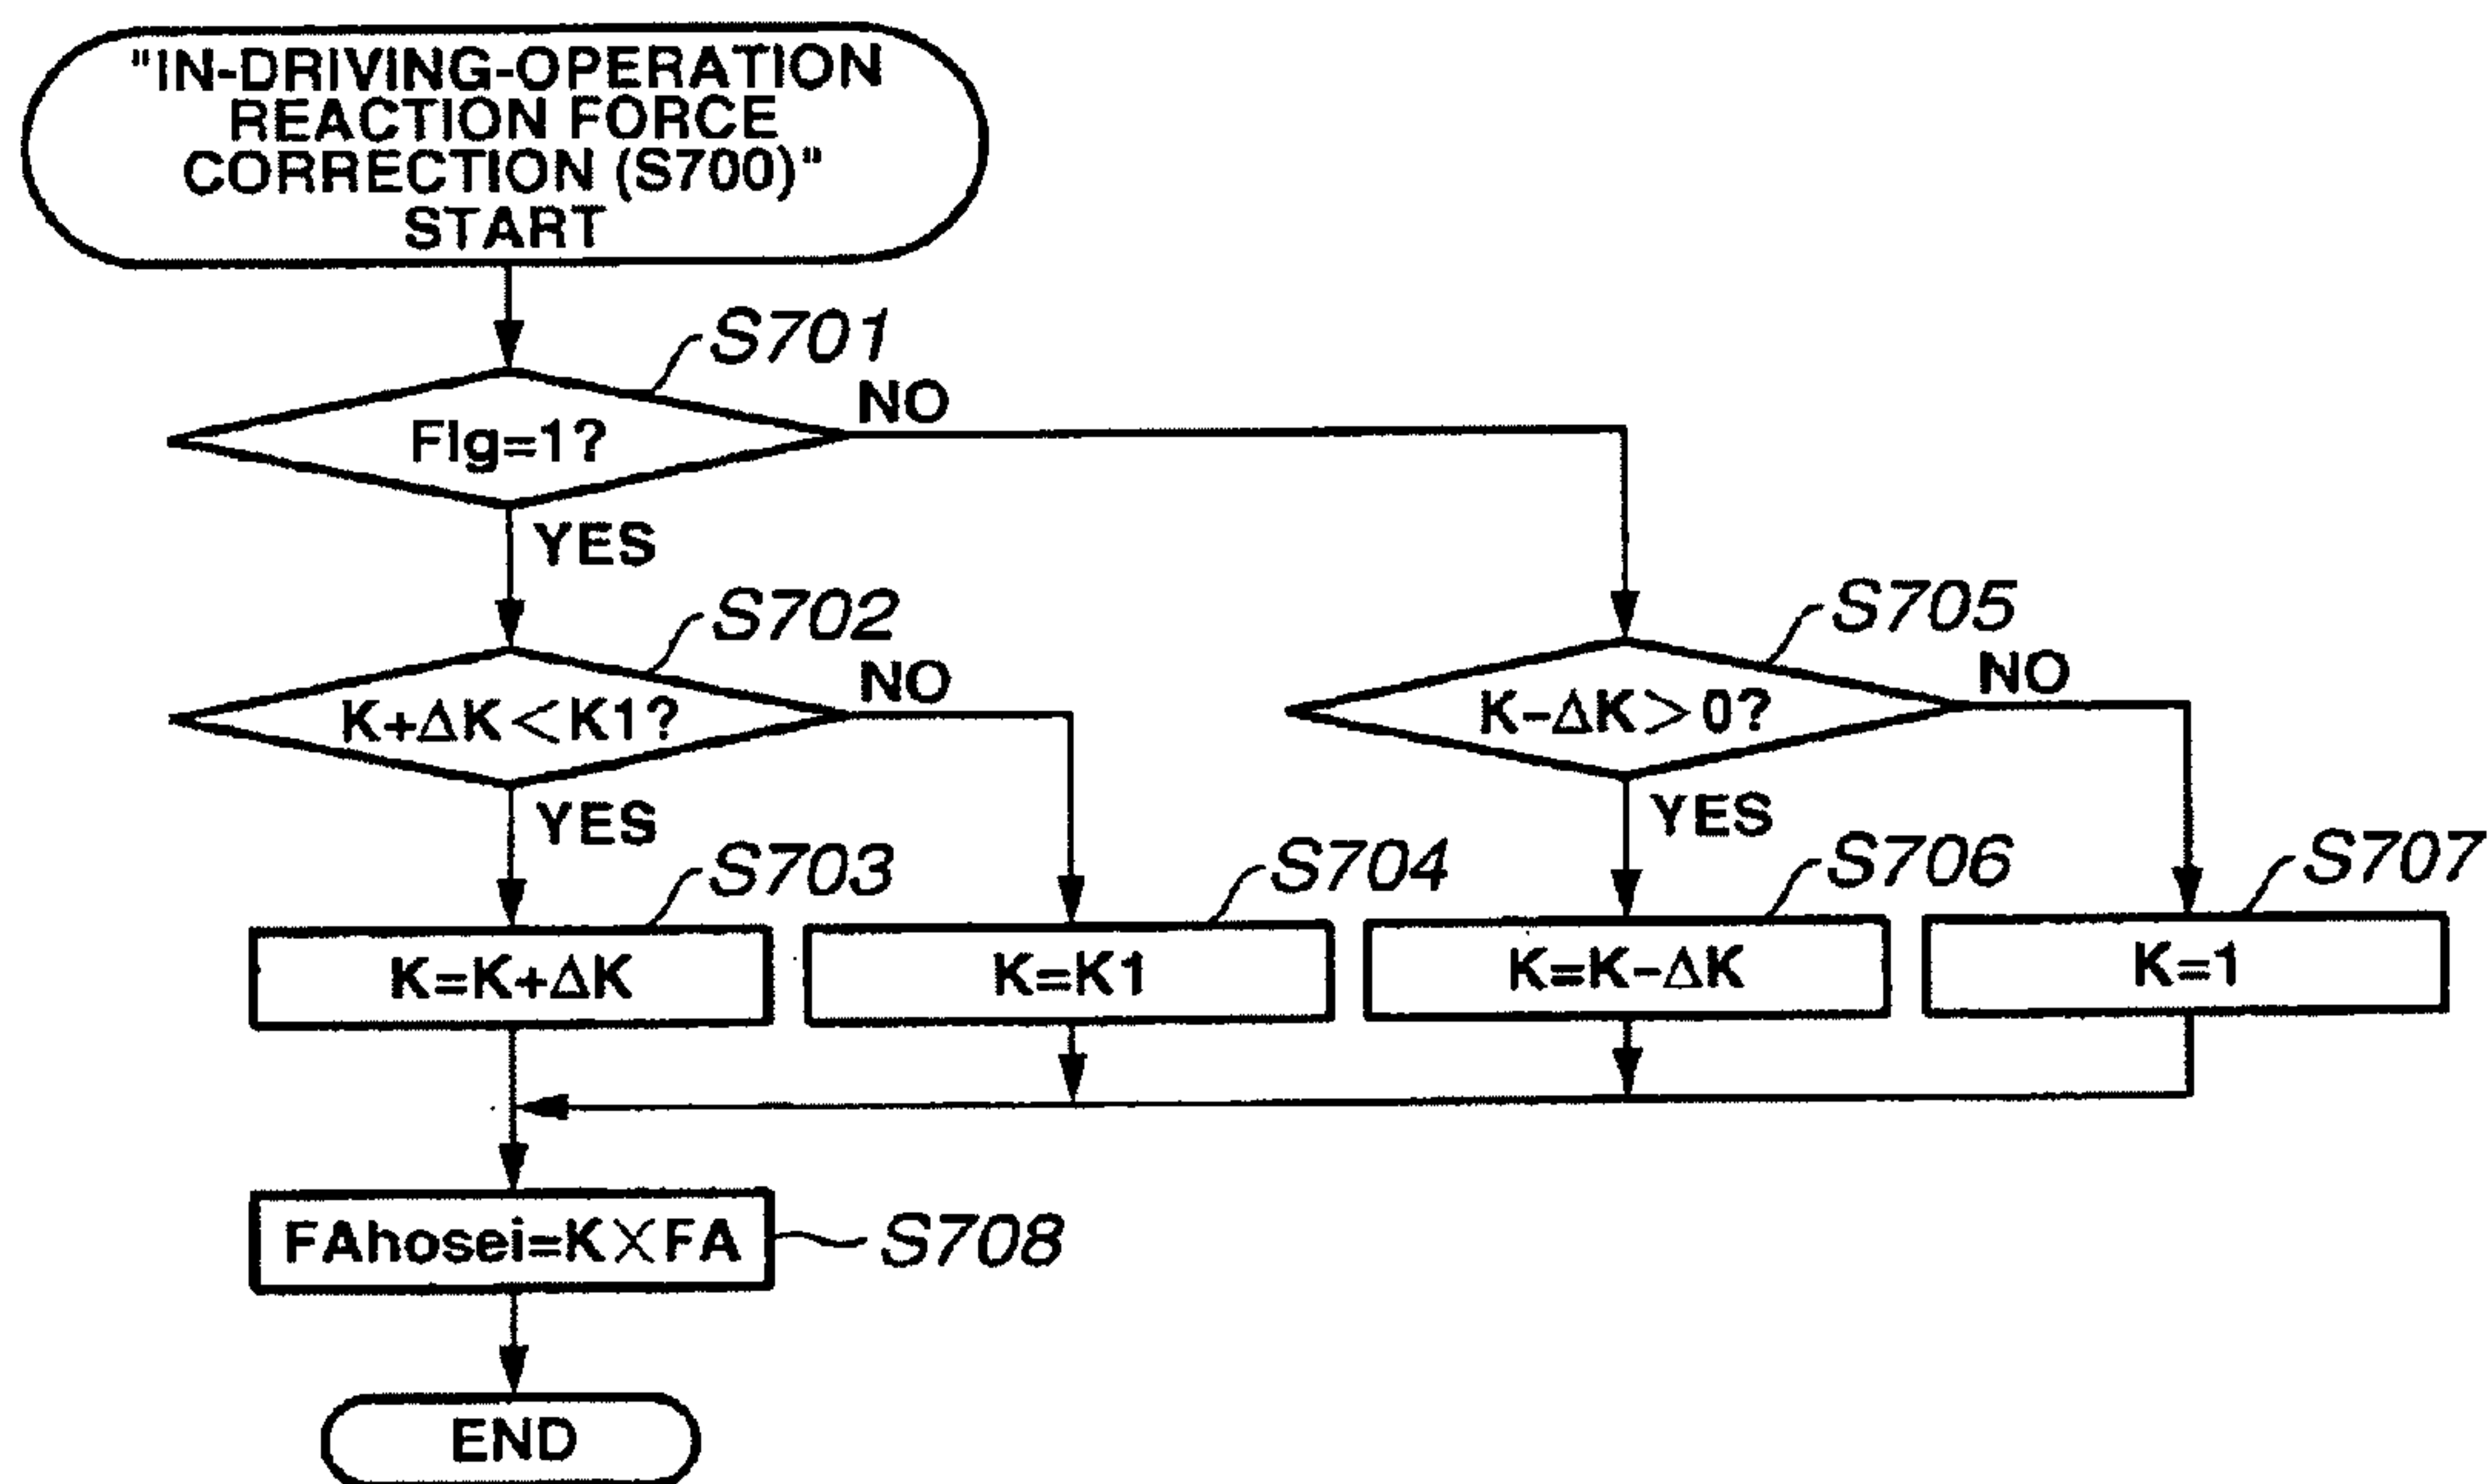 "IN-DRIVING-OPERATION
REACTION FORCE
CORRECTION (S700)"
START
S701
NO
Flg=1?
YES
S702
NO
K+ΔK<K1?
YES
S705
NO
K-ΔK>0?
YES
S703
S704
S706
S707
K=K+ΔK
K=K1
K=K-ΔK
K=1
FAhosei=K×FA
S708
END